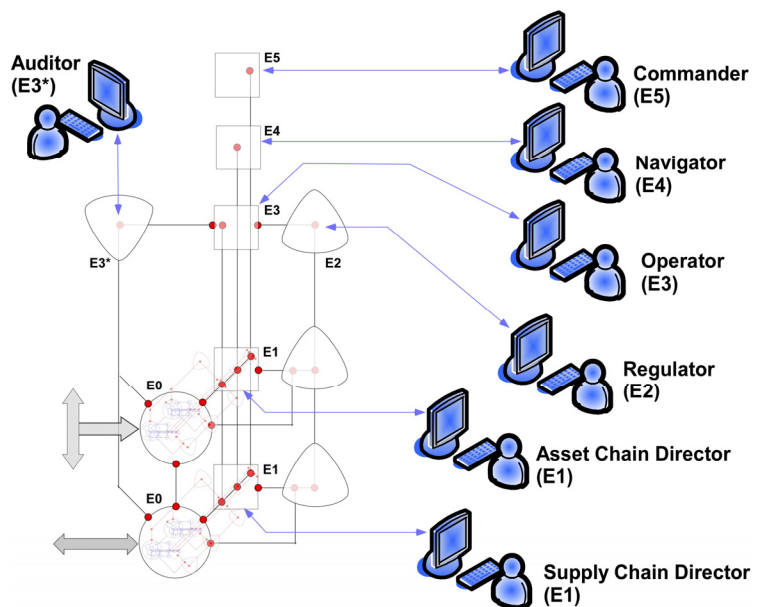 Auditor
(E3*)
E5
Commander
(E5)
E4
Navigator
(E4)
E3
E3*
E2
Operator
(E3)
Regulator
(E2)
E1
E0
Asset Chain Director
(E1)
E1
E0
Supply Chain Director
(E1)